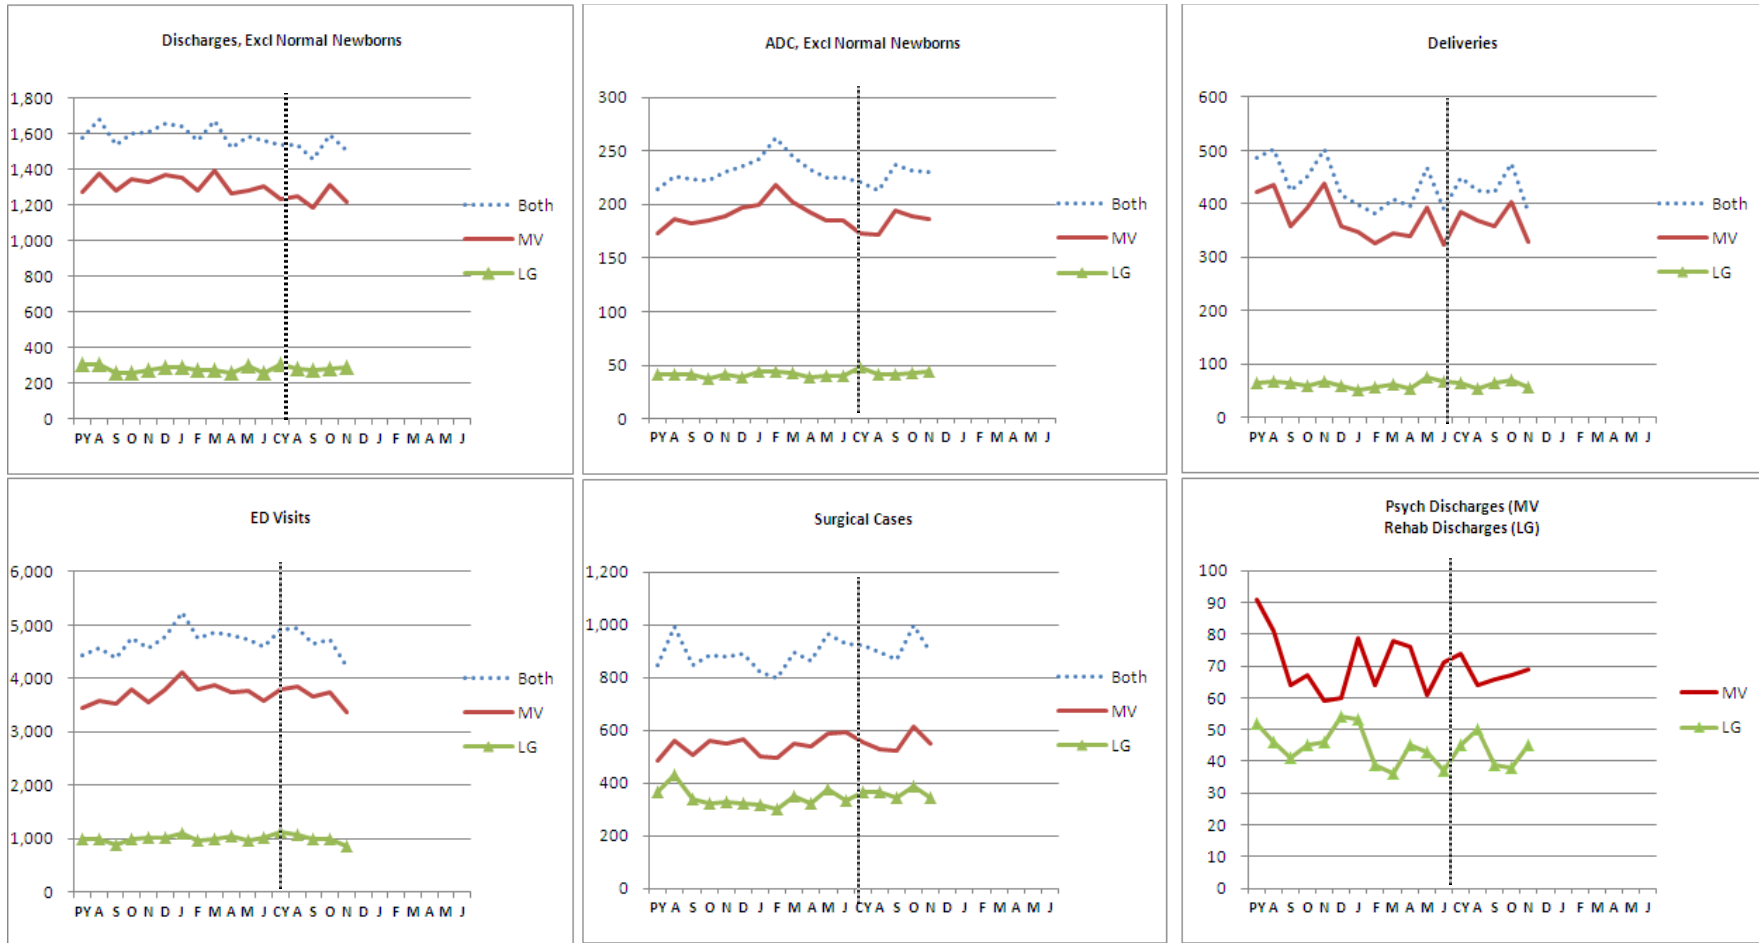 Discharges, Excl Normal Newborns
1,800
1,600
1,400
1,200
1,000
800
600
400
200
0
PY A S O N D J F M A M J CY A S O N D J F M A M J
Both
MV
LG
ADC, Excl Normal Newborns
300
250
200
150
100
50
0
PY A S O N D J F M A M J CY A S O N D J F M A M J
Both
MV
LG
Deliveries
600
500
400
300
200
100
0
PY A S O N D J F M A M J CY A S O N D J F M A M J
Both
MV
LG
ED Visits
6,000
5,000
4,000
3,000
2,000
1,000
0
PY A S O N D J F M A M J CY A S O N D J F M A M J
Both
MV
LG
Surgical Cases
1,200
1,000
800
600
400
200
0
PY A S O N D J F M A M J CY A S O N D J F M A M J
Both
MV
LG
Psych Discharges (MV
Rehab Discharges (LG)
100
90
80
70
60
50
40
30
20
10
0
PY A S O N D J F M A M J CY A S O N D J F M A M J
MV
LG